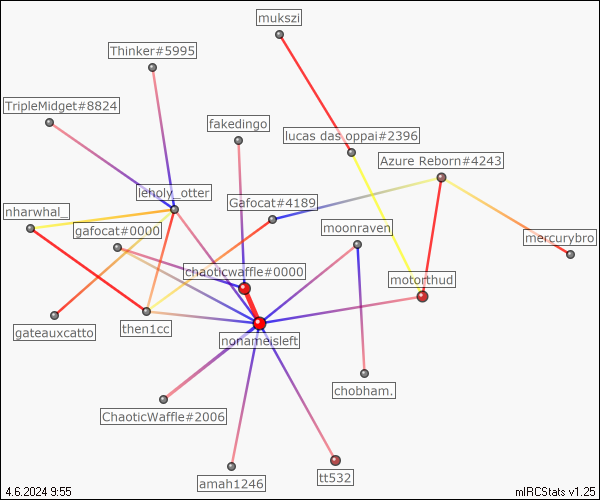 mukszi
Thinker#5995
TripleMidget#8824
fakedingo
lucas das oppai#2396
Azure Reborn#4243
leholy_otter
nharwhal_
Gafocat#4189
gafocat#0000
moonraven
mercurybro
chaoticwaffle#0000
motorthud
gateauxcatto
then1cc
nonameisleft
chobham.
ChaoticWaffle#2006
amah1246
tt532
4.6.2024 9:55
mIRCStats v1.25